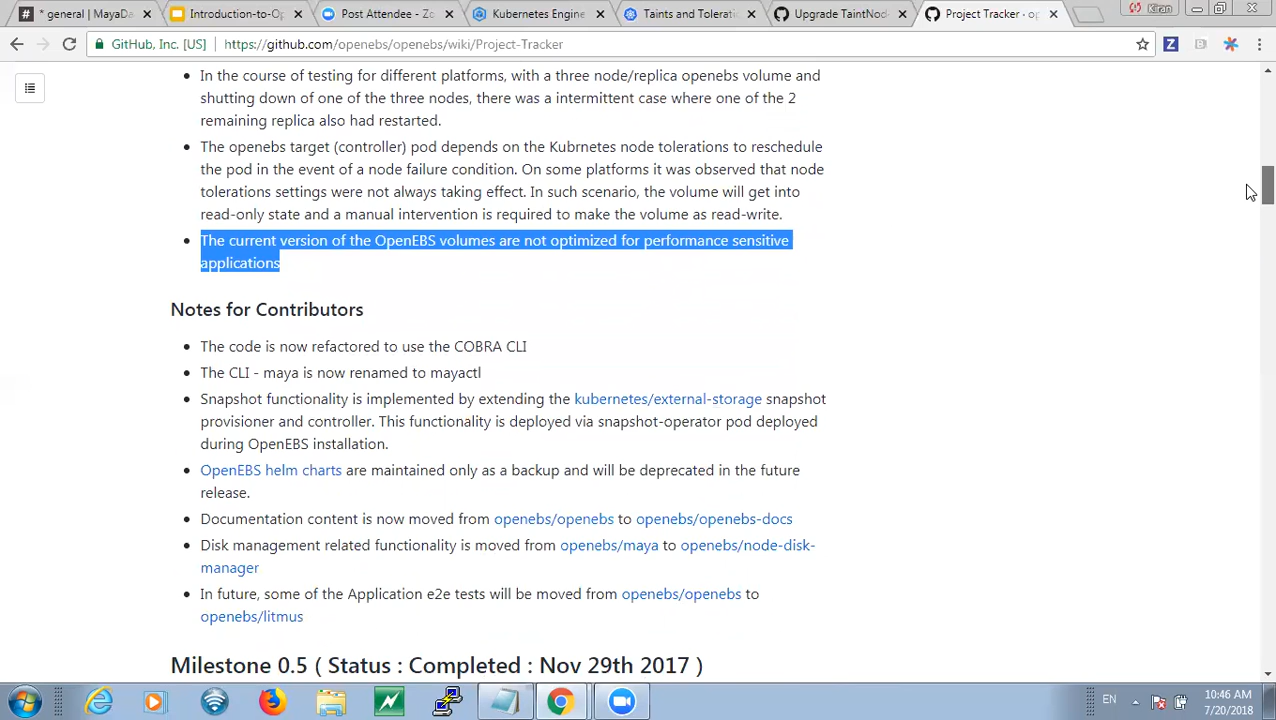 * general | MayaDa
Introduction-to-Op
Post Attendee - Zo
Kubernetes Engine
Taints and Tolerat
Upgrade TaintNod
Project Tracker · op
Kiran
GitHub, Inc. [US]
https://github.com/openebs/openebs/wiki/Project-Tracker
In the course of testing for different platforms, with a three node/replica openebs volume and
shutting down of one of the three nodes, there was a intermittent case where one of the 2
remaining replica also had restarted.
The openebs target (controller) pod depends on the Kubrnetes node tolerations to reschedule
the pod in the event of a node failure condition. On some platforms it was observed that node
tolerations settings were not always taking effect. In such scenario, the volume will get into
read-only state and a manual intervention is required to make the volume as read-write.
The current version of the OpenEBS volumes are not optimized for performance sensitive
applications
Notes for Contributors
The code is now refactored to use the COBRA CLI
The CLI - maya is now renamed to mayactl
Snapshot functionality is implemented by extending the kubernetes/external-storage snapshot
provisioner and controller. This functionality is deployed via snapshot-operator pod deployed
during OpenEBS installation.
OpenEBS helm charts are maintained only as a backup and will be deprecated in the future
release.
Documentation content is now moved from openebs/openebs to openebs/openebs-docs
Disk management related functionality is moved from openebs/maya to openebs/node-disk-
manager
In future, some of the Application e2e tests will be moved from openebs/openebs to
openebs/litmus
Milestone 0.5 ( Status : Completed : Nov 29th 2017 )
EN
10:46 AM
7/20/2018